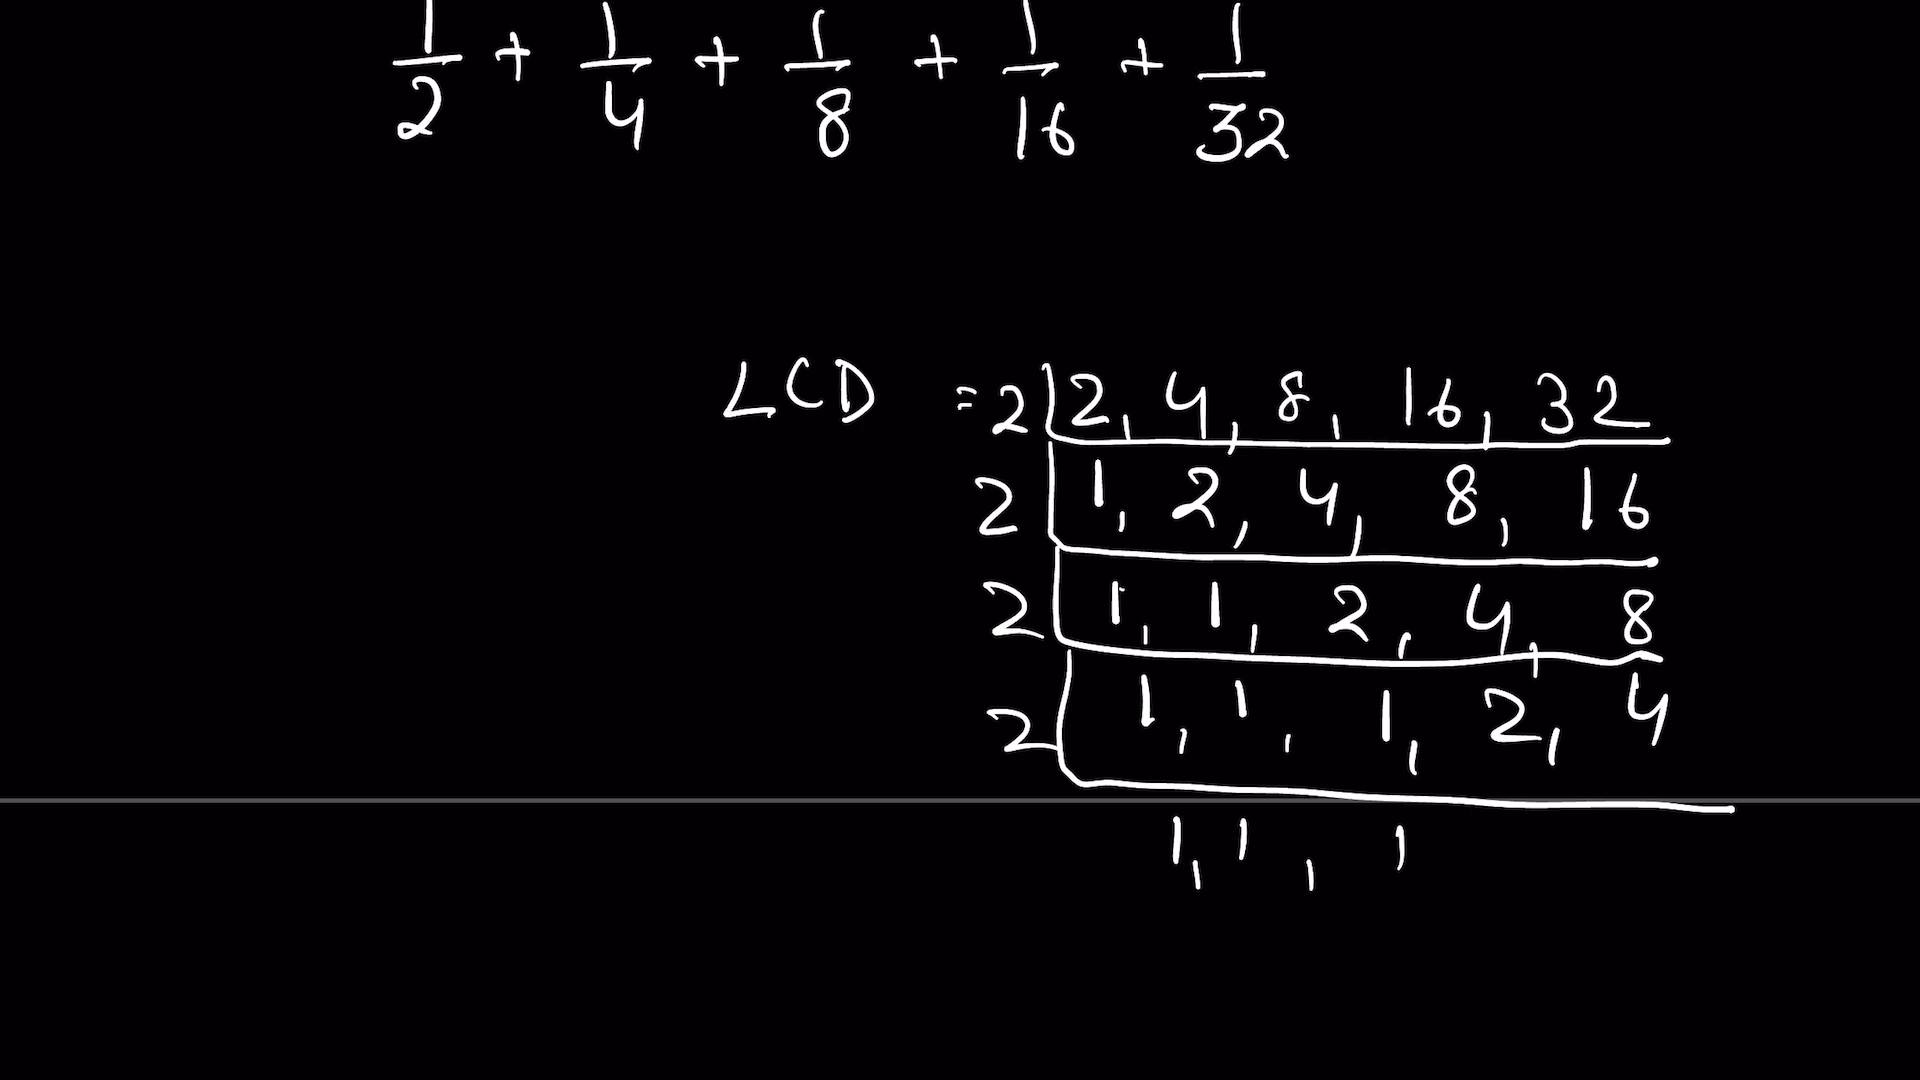 1/2 + 1/4 + 1/8 + 1/16 + 1/32
LCD = 2 | 2, 4, 8, 16, 32
2 | 1, 2, 4, 8, 16
2 | 1, 1, 2, 4, 8
2 | 1, 1, 1, 2, 4
1, 1, 1